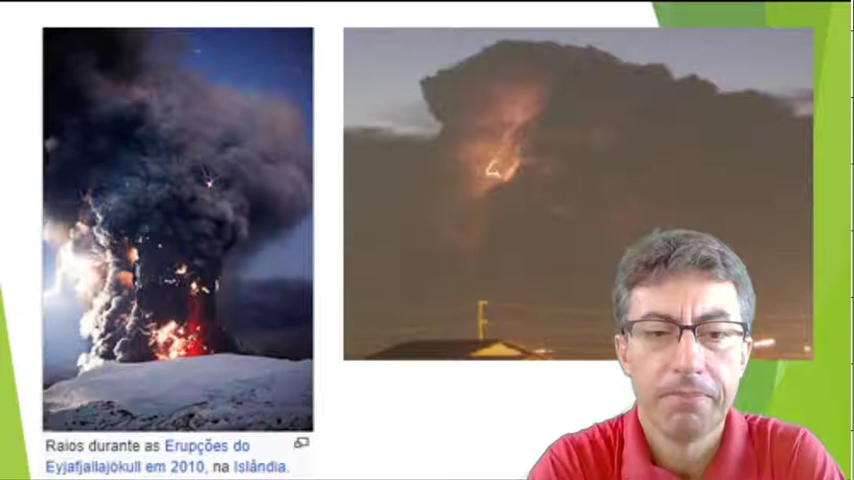 Raios durante as Erupções do
Eyjafjallajökull em 2010, na Islândia.